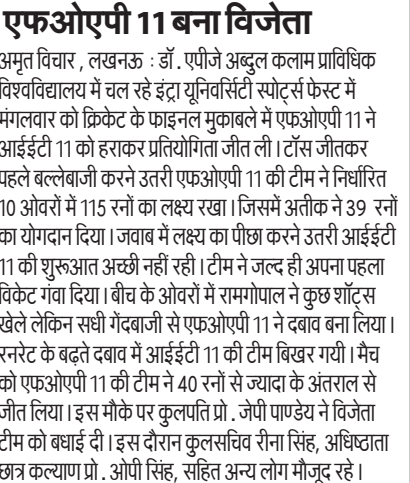 एफओएपी 11 बना विजेता
अमृत विचार , लखनऊ : डॉ . एपीजे अब्दुल कलाम प्राविधिक
विश्वविद्यालय में चल रहे इंट्रा यूनिवर्सिटी स्पोर्ट्स फेस्ट में
मंगलवार को क्रिकेट के फाइनल मुकाबले में एफओएपी 11 ने
आईईटी 11 को हराकर प्रतियोगिता जीत ली । टॉस जीतकर
पहले बल्लेबाजी करने उतरी एफओएपी 11 की टीम ने निर्धारित
10 ओवरों में 115 रनों का लक्ष्य रखा । जिसमें अतीक ने 39 रनों
का योगदान दिया । जवाब में लक्ष्य का पीछा करने उतरी आईईटी
11 की शुरूआत अच्छी नहीं रही । टीम ने जल्द ही अपना पहला
विकेट गंवा दिया । बीच के ओवरों में रामगोपाल ने कुछ शॉट्स
खेले लेकिन सधी गेंदबाजी से एफओएपी 11 ने दबाव बना लिया ।
रनरेट के बढ़ते दबाव में आईईटी 11 की टीम बिखर गयी । मैच
को एफओएपी 11 की टीम ने 40 रनों से ज्यादा के अंतराल से
जीत लिया । इस मौके पर कुलपति प्रो . जेपी पाण्डेय ने विजेता
टीम को बधाई दी । इस दौरान कुलसचिव रीना सिंह, अधिष्ठाता
छात्र कल्याण प्रो . ओपी सिंह, सहित अन्य लोग मौजूद रहे ।